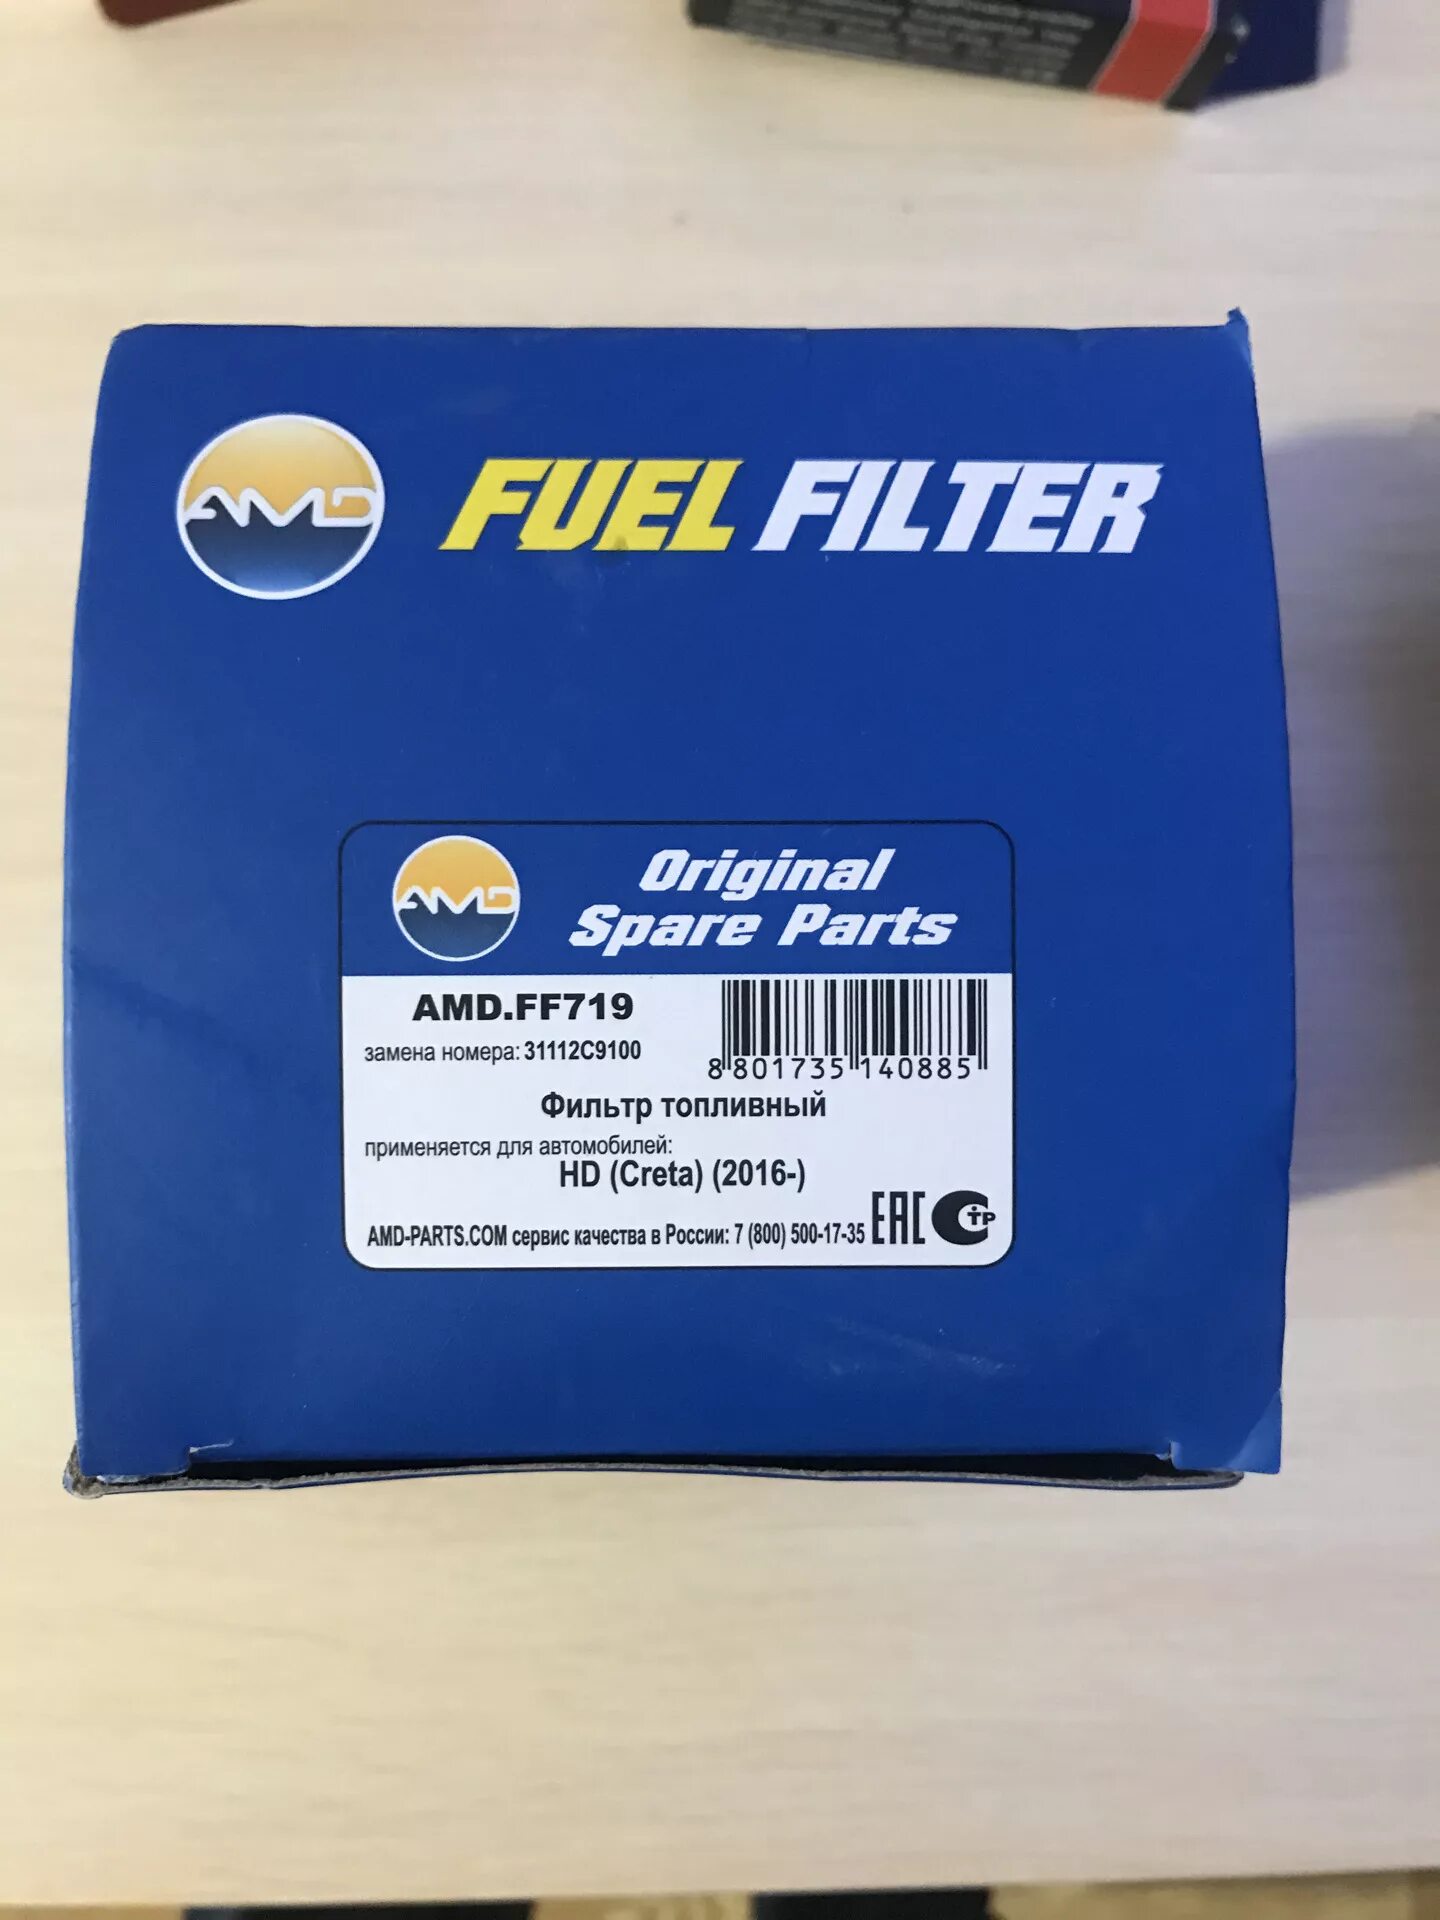 AMD
FUEL FILTER
AMD
Original
Spare Parts
AMD.FF719
замена номера: 31112C9100
8 801735 140885
Фильтр топливный
применяется для автомобилей:
HD (Creta) (2016-)
AMD-PARTS.COM сервис качества в России: 7 (800) 500-17-35
EAC
СТР